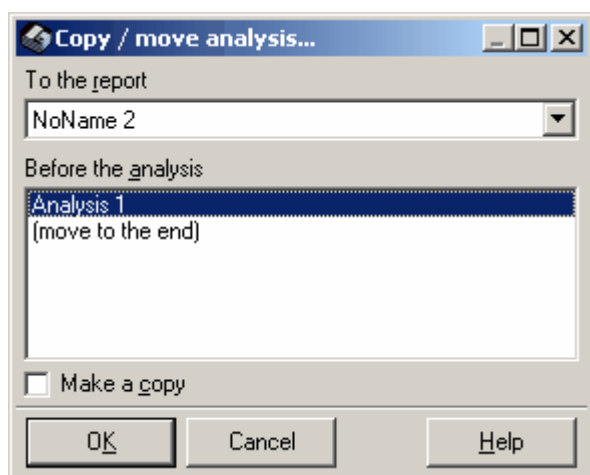 Copy / move analysis...
To the report
NoName 2
Before the analysis
Analysis 1
(move to the end)
Make a copy
OK Cancel Help